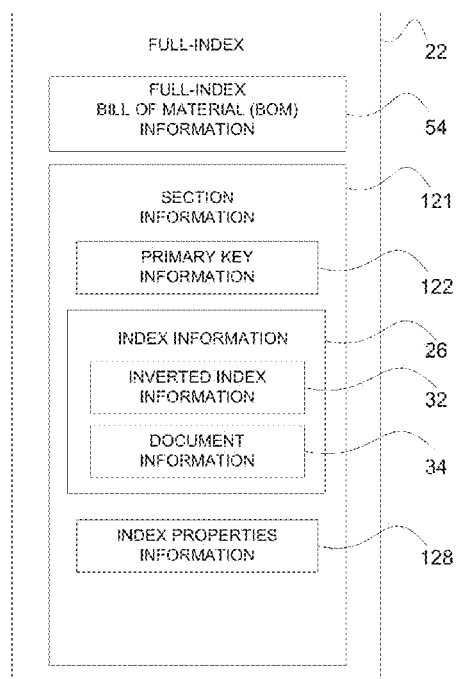 FULL-INDEX
22
FULL-INDEX
BILL OF MATERIAL (BOM)
INFORMATION
54
SECTION
INFORMATION
121
PRIMARY KEY
INFORMATION
122
INDEX INFORMATION
26
INVERTED INDEX
INFORMATION
32
DOCUMENT
INFORMATION
34
INDEX PROPERTIES
INFORMATION
128